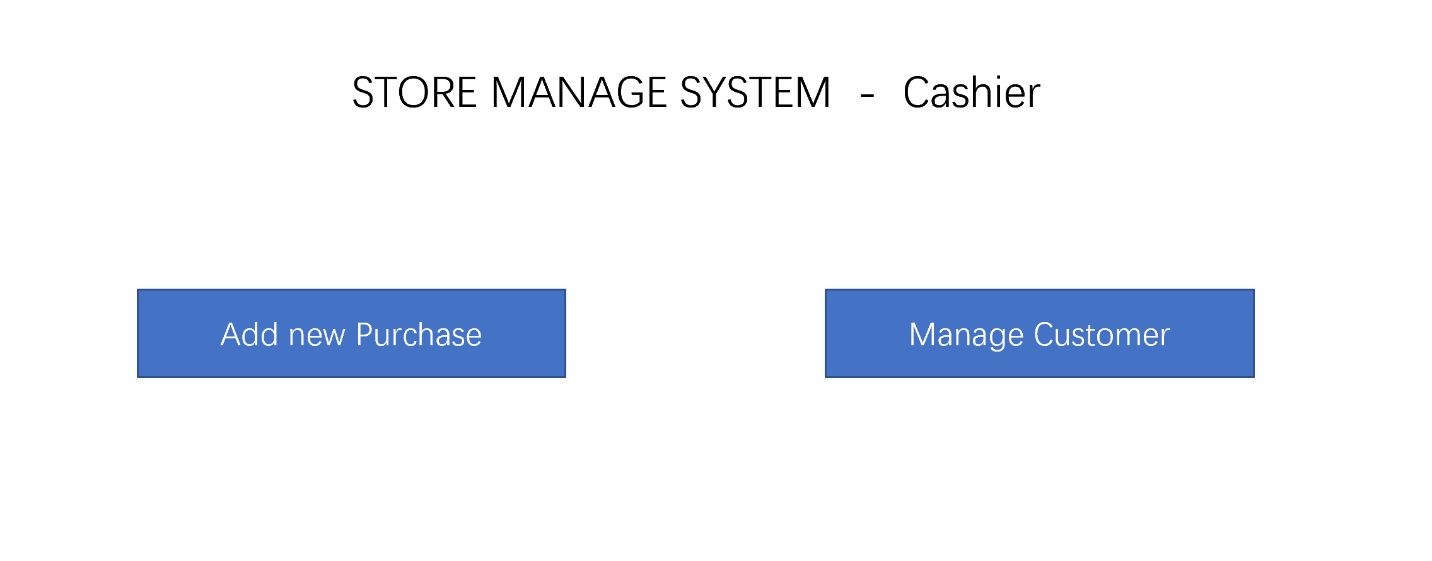 STORE MANAGE SYSTEM - Cashier
Add new Purchase
Manage Customer